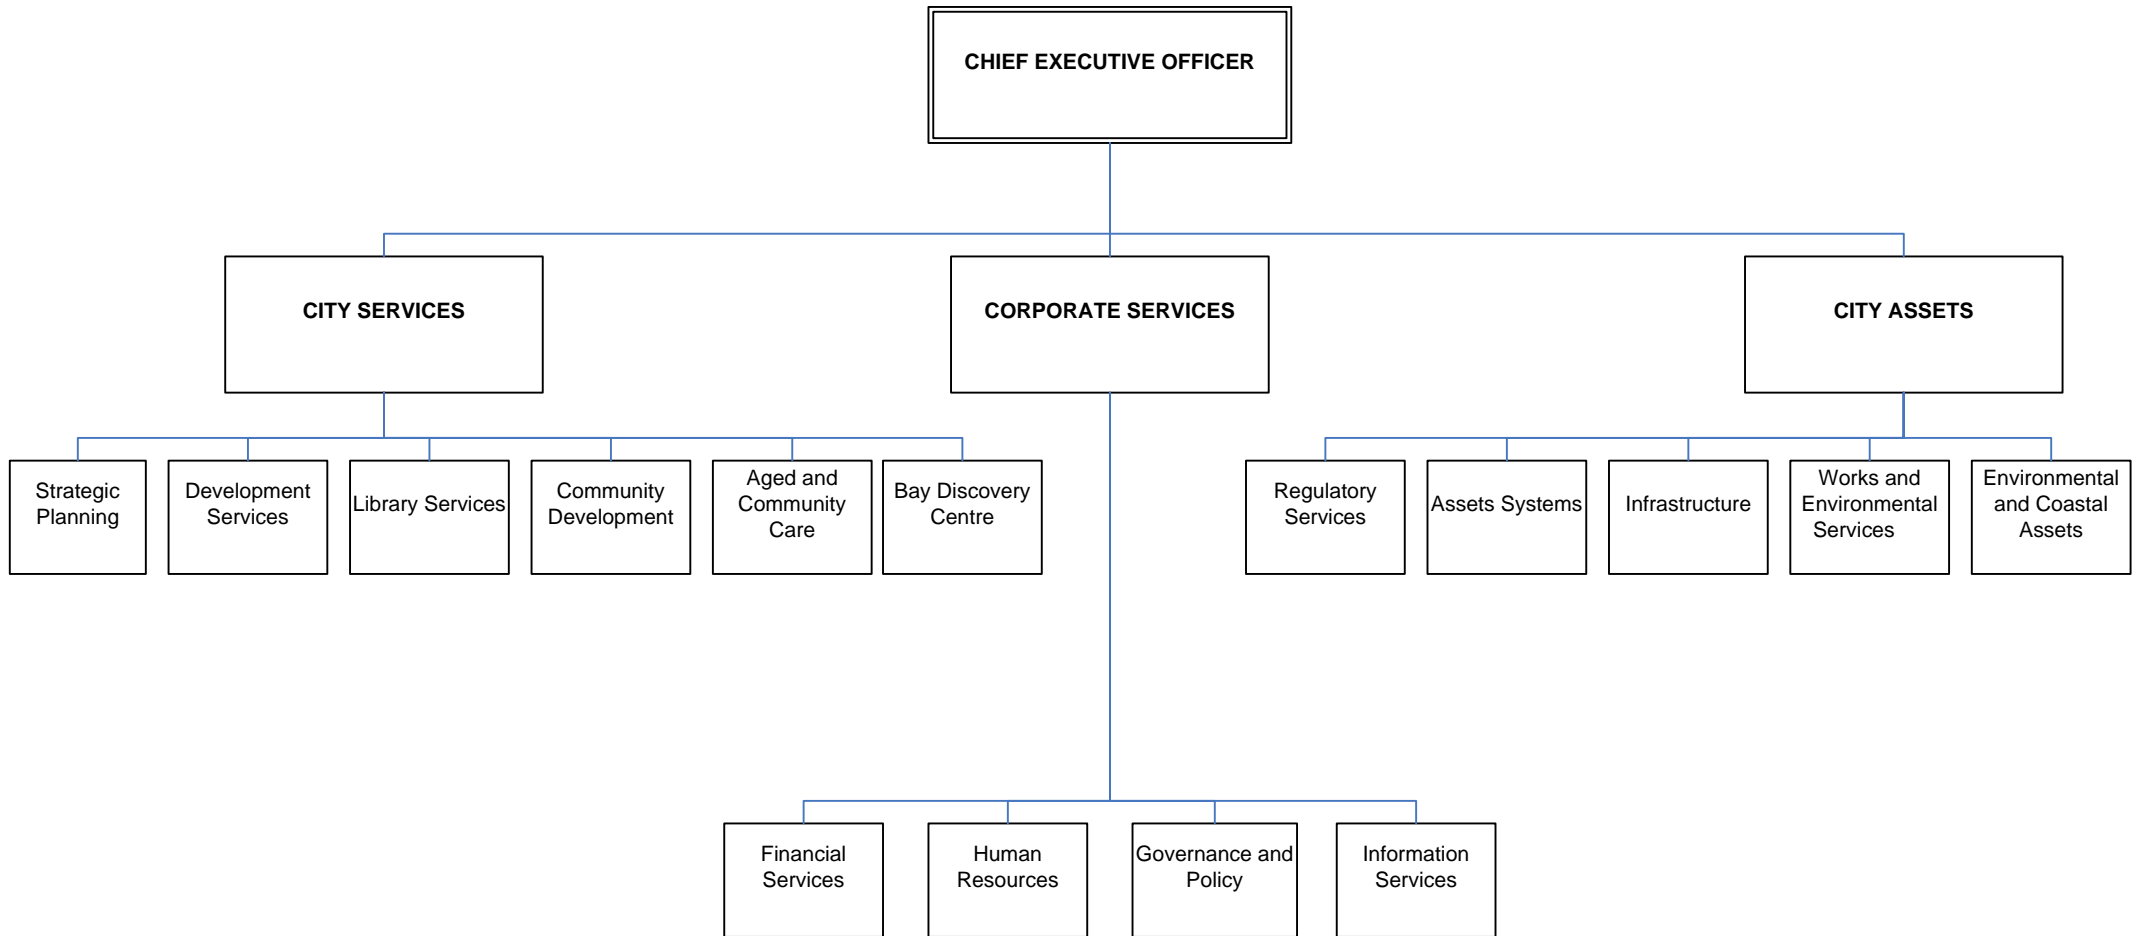 CHIEF EXECUTIVE OFFICER
CITY SERVICES
CORPORATE SERVICES
CITY ASSETS
Strategic
Planning
Development
Services
Library Services
Community
Development
Aged and
Community
Care
Bay Discovery
Centre
Regulatory
Services
Assets Systems
Infrastructure
Works and
Environmental
Services
Environmental
and Coastal
Assets
Financial
Services
Human
Resources
Governance and
Policy
Information
Services